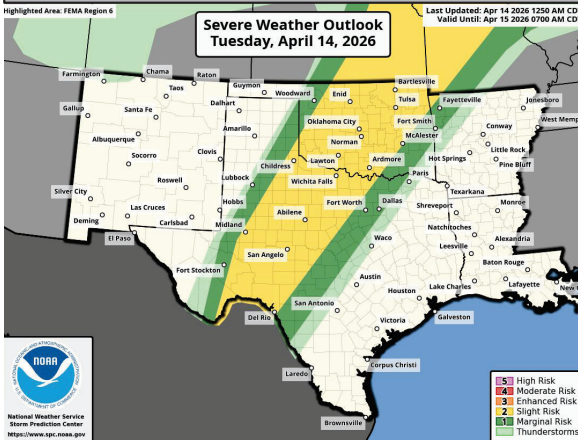 Highlighted Area: FEMA Region 6
Severe Weather Outlook
Tuesday, April 14, 2026
Last Updated: Apr 14 2026 1250 AM CD
Valid Until: Apr 15 2026 0700 AM CD
Farmington
Chama
Raton
Taos
Guymon
Woodward
Enid
Bartlesville
Tulsa
Fayetteville
Jonesboro
Gallup
Santa Fe
Dalhart
Oklahoma City
Fort Smith
Conway
West Memp
Albuquerque
Amarillo
Norman
McAlester
Little Rock
Socorro
Clovis
Childress
Lawton
Ardmore
Hot Springs
Pine Bluff
Roswell
Lubbock
Wichita Falls
Paris
Texarkana
Silver City
Las Cruces
Hobbs
Abilene
Fort Worth
Dallas
Shreveport
Monroe
Deming
Carlsbad
Midland
El Paso
Waco
Natchitoches
Alexandria
San Angelo
Leesville
Fort Stockton
Austin
Baton Rouge
Houston
Lake Charles
Lafayette
New O
Del Rio
San Antonio
Victoria
Galveston
Laredo
Corpus Christi
Brownsville
NOAA
National Weather Service
Storm Prediction Center
https://www.spc.noaa.gov
5 High Risk
4 Moderate Risk
3 Enhanced Risk
2 Slight Risk
1 Marginal Risk
Thunderstorms